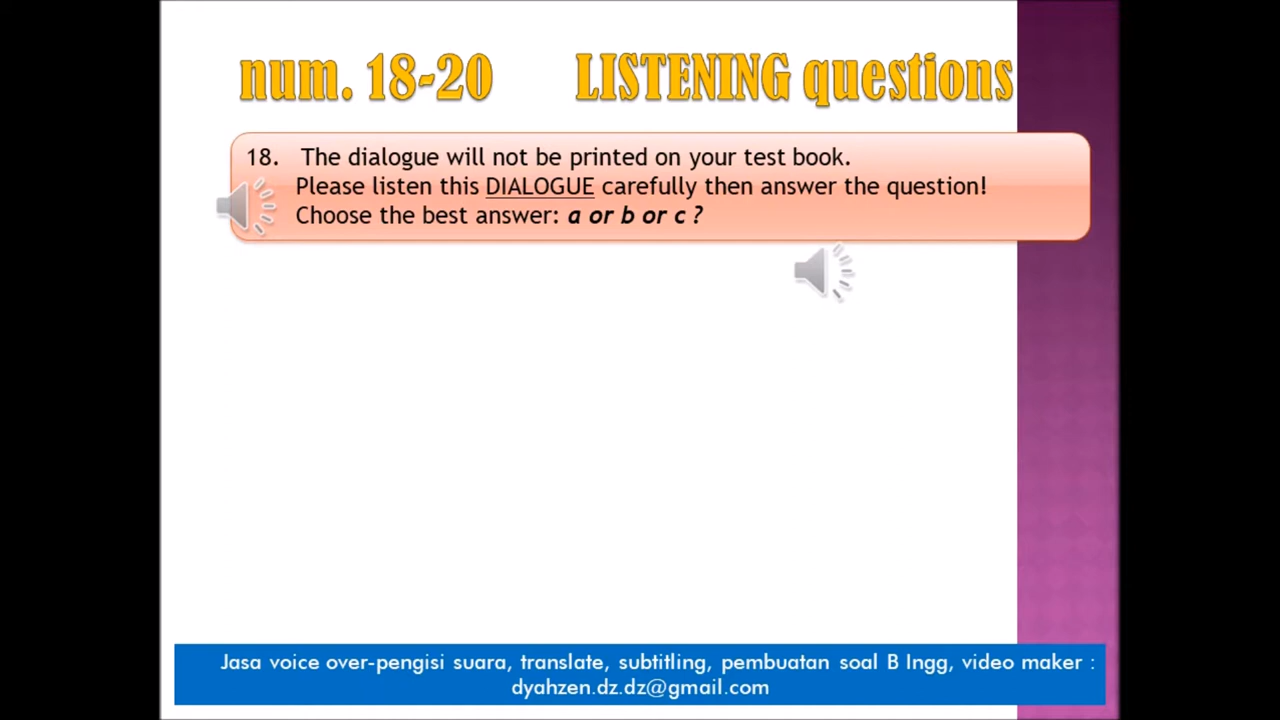 num. 18-20 LISTENING questions
18. The dialogue will not be printed on your test book.
Please listen this DIALOGUE carefully then answer the question!
Choose the best answer: a or b or c ?
Jasa voice over-pengisi suara, translate, subtitling, pembuatan soal B Ingg, video maker :
dyahzen.dz.dz@gmail.com